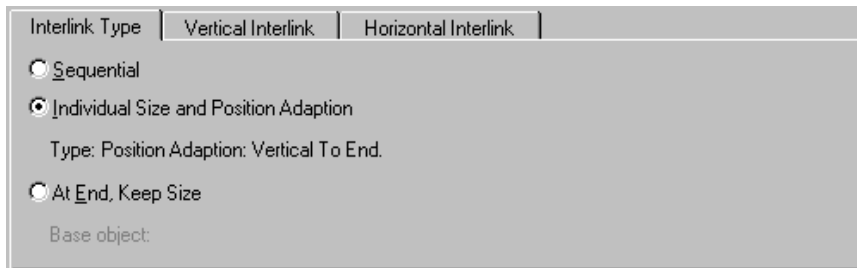 Interlink Type Vertical Interlink Horizontal Interlink
Sequential
Individual Size and Position Adaption
Type: Position Adaption: Vertical To End.
At End, Keep Size
Base object: